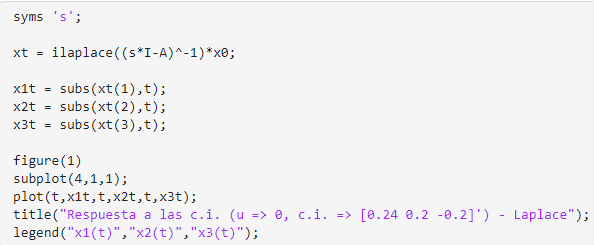 syms 's';
xt = ilaplace((s*I-A)^-1)*x0;
x1t = subs(xt(1),t);
x2t = subs(xt(2),t);
x3t = subs(xt(3),t);
figure(1)
subplot(4,1,1);
plot(t,x1t,t,x2t,t,x3t);
title("Respuesta a las c.i. (u => 0, c.i. => [0.24 0.2 -0.2]') - Laplace");
legend("x1(t)","x2(t)","x3(t)");